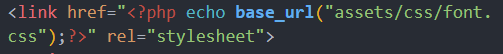 <link href="<?php echo base_url("assets/css/font.
css");?>" rel="stylesheet">